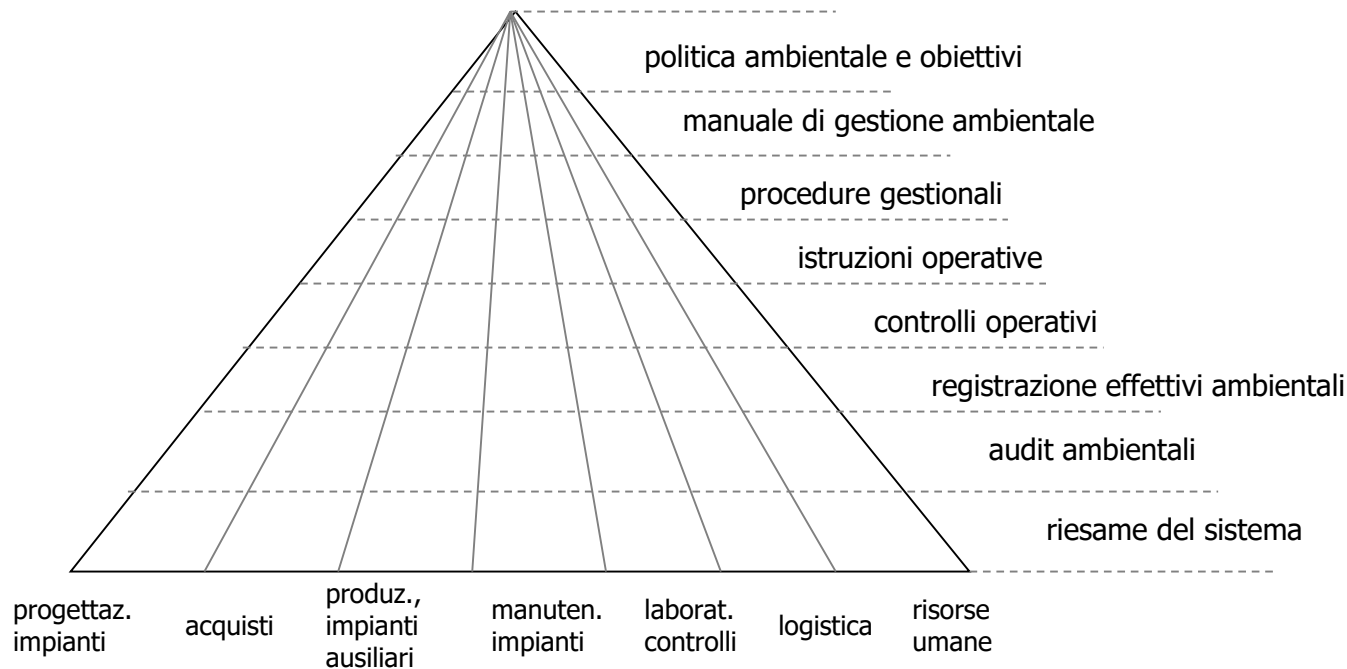 politica ambientale e obiettivi
manuale di gestione ambientale
procedure gestionali
istruzioni operative
controlli operativi
registrazione effettivi ambientali
audit ambientali
riesame del sistema
progettaz.
impianti
acquisti
produz.,
impianti
ausiliari
manuten.
impianti
laborat.
controlli
logistica
risorse
umane